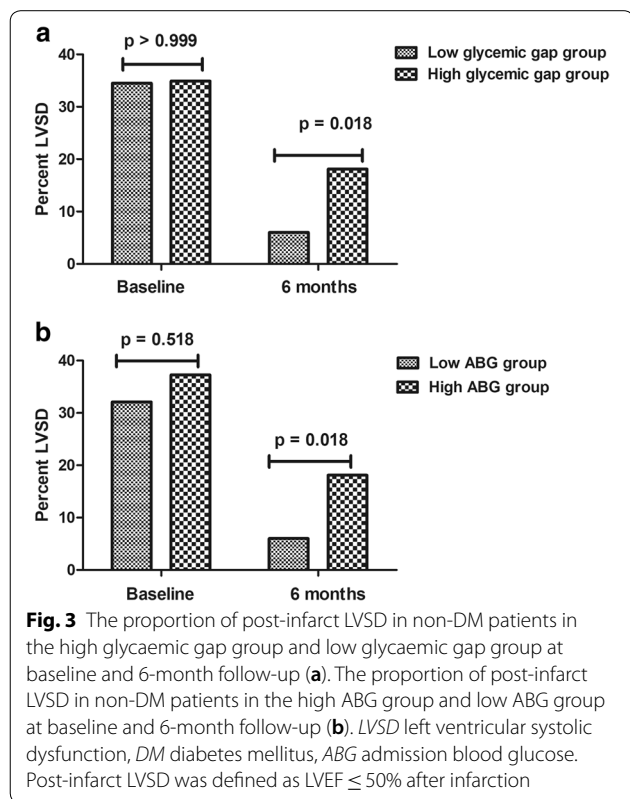 a
40
30
20
10
0
Percent LVSD
p > 0.999
p = 0.018
Low glycemic gap group
High glycemic gap group
Baseline
6 months
b
40
30
20
10
0
Percent LVSD
p = 0.518
p = 0.018
Low ABG group
High ABG group
Baseline
6 months
Fig. 3 The proportion of post-infarct LVSD in non-DM patients in
the high glycaemic gap group and low glycaemic gap group at
baseline and 6-month follow-up (a). The proportion of post-infarct
LVSD in non-DM patients in the high ABG group and low ABG group
at baseline and 6-month follow-up (b). LVSD left ventricular systolic
dysfunction, DM diabetes mellitus, ABG admission blood glucose.
Post-infarct LVSD was defined as LVEF ≤ 50% after infarction